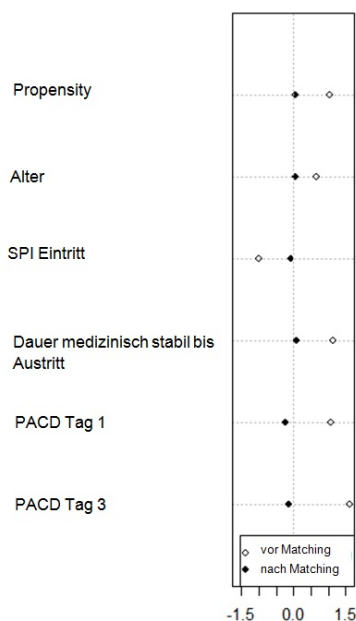 Propensity
Alter
SPI Eintritt
Dauer medizinisch stabil bis
Austritt
PACD Tag 1
PACD Tag 3
vor Matching
nach Matching
-1.5 0.0 1.5